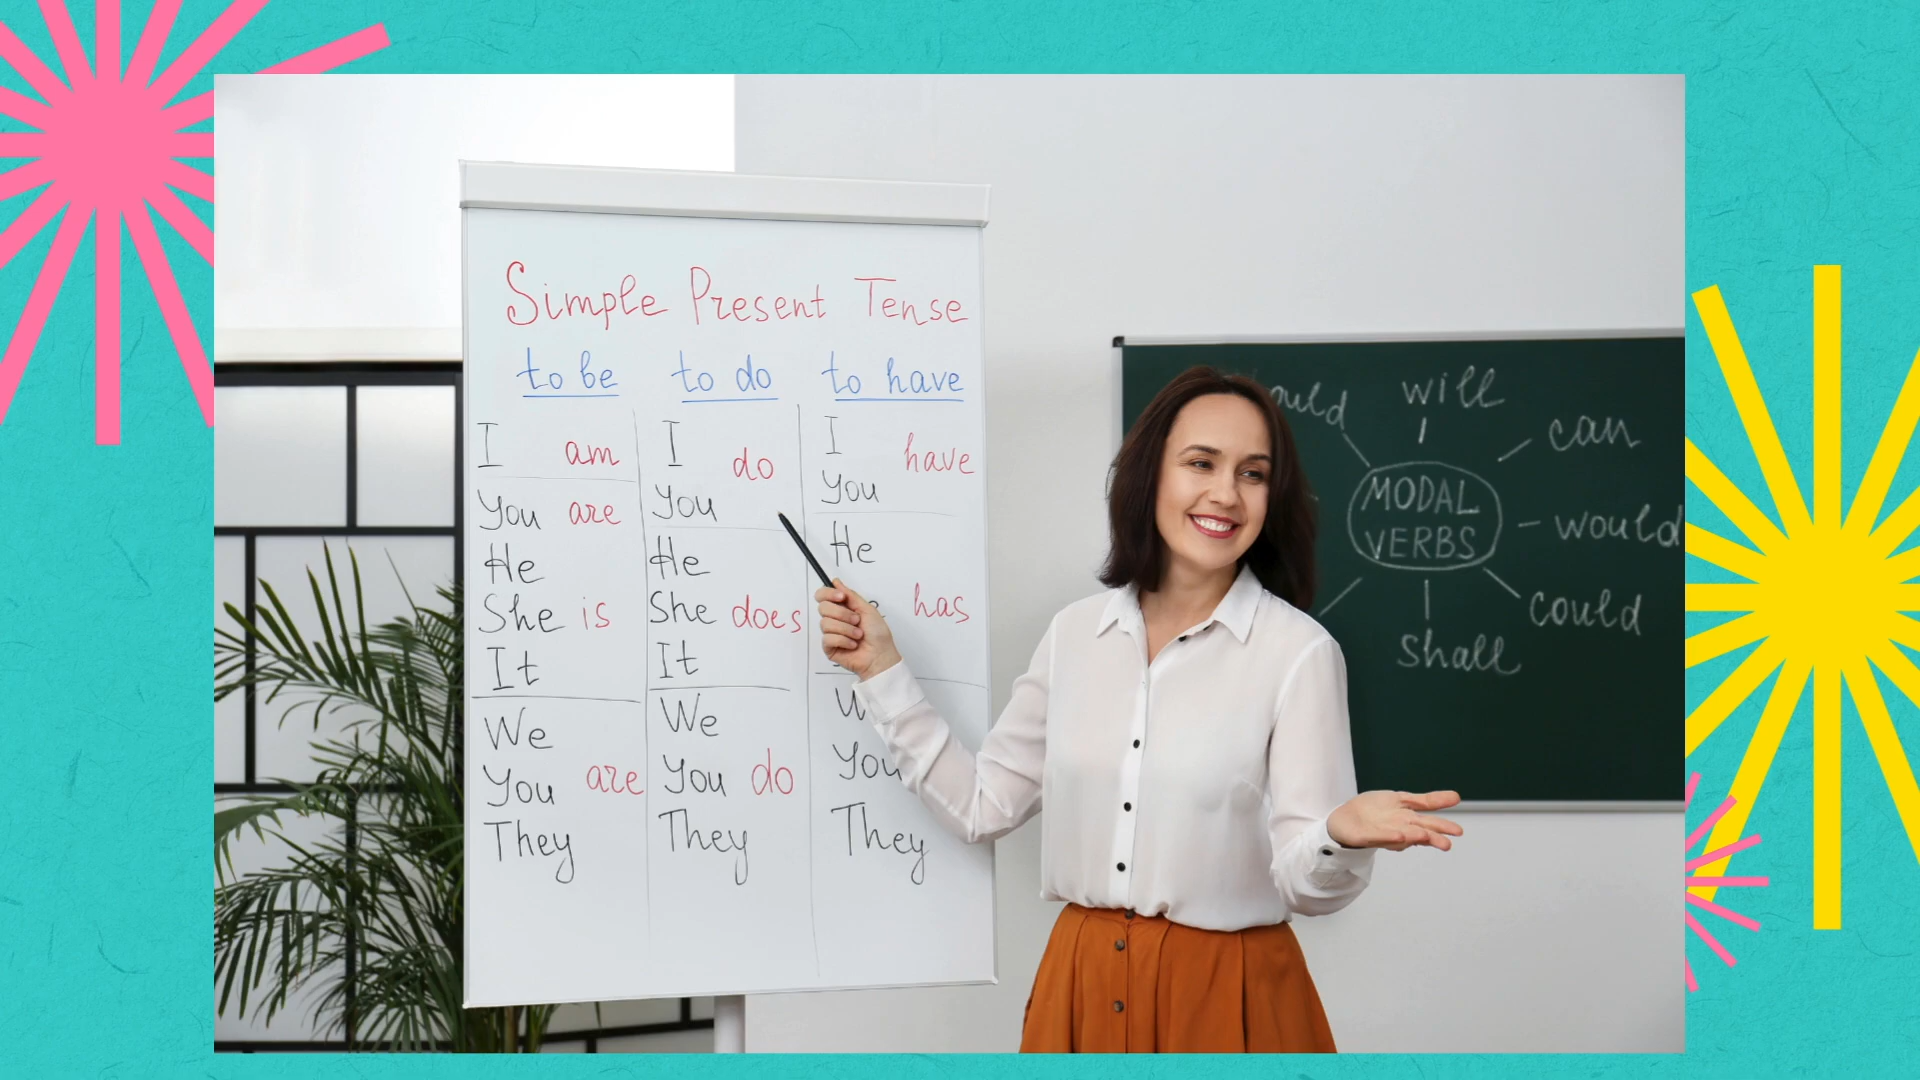 Simple Present Tense
to be
I am
You are
He
She is
It
We
You are
They
to do
I do
You
He
She does
It
We
You do
They
to have
I have
You
He
has
You
They
will
can
MODAL
VERBS
would
could
shall